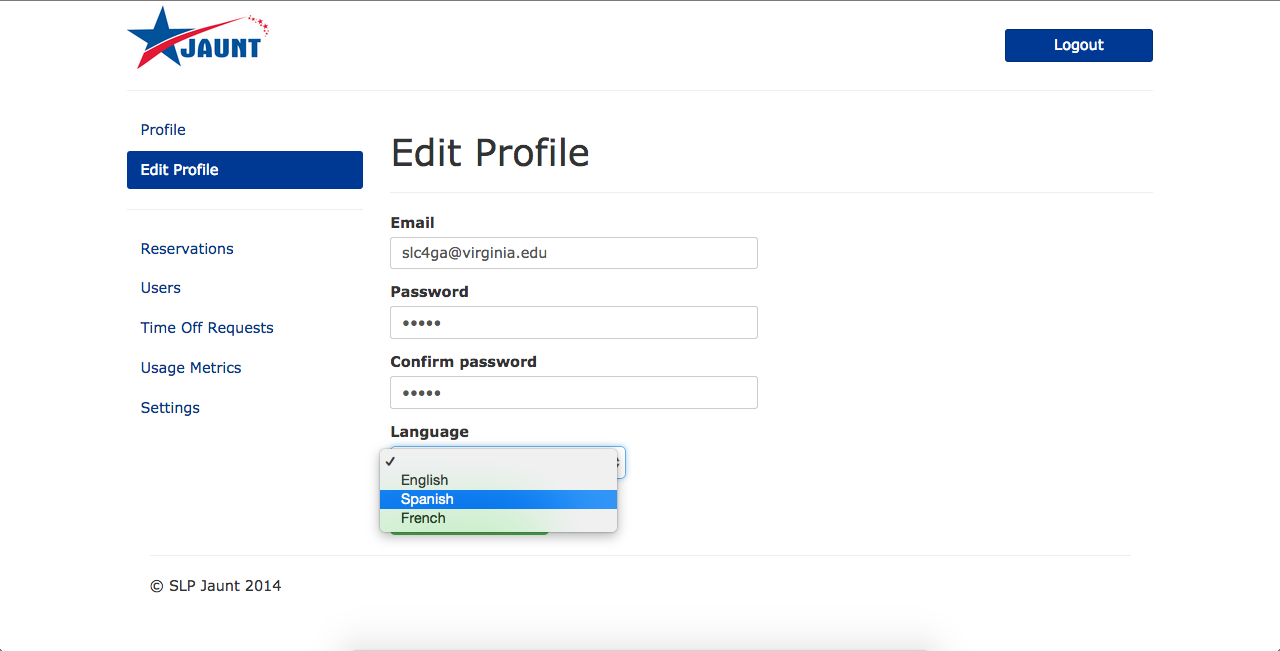 JAUNT
Logout
Profile
Edit Profile
Reservations
Users
Time Off Requests
Usage Metrics
Settings
Edit Profile
Email
slc4ga@virginia.edu
Password
•••••
Confirm password
•••••
Language
✓
English
Spanish
French
© SLP Jaunt 2014